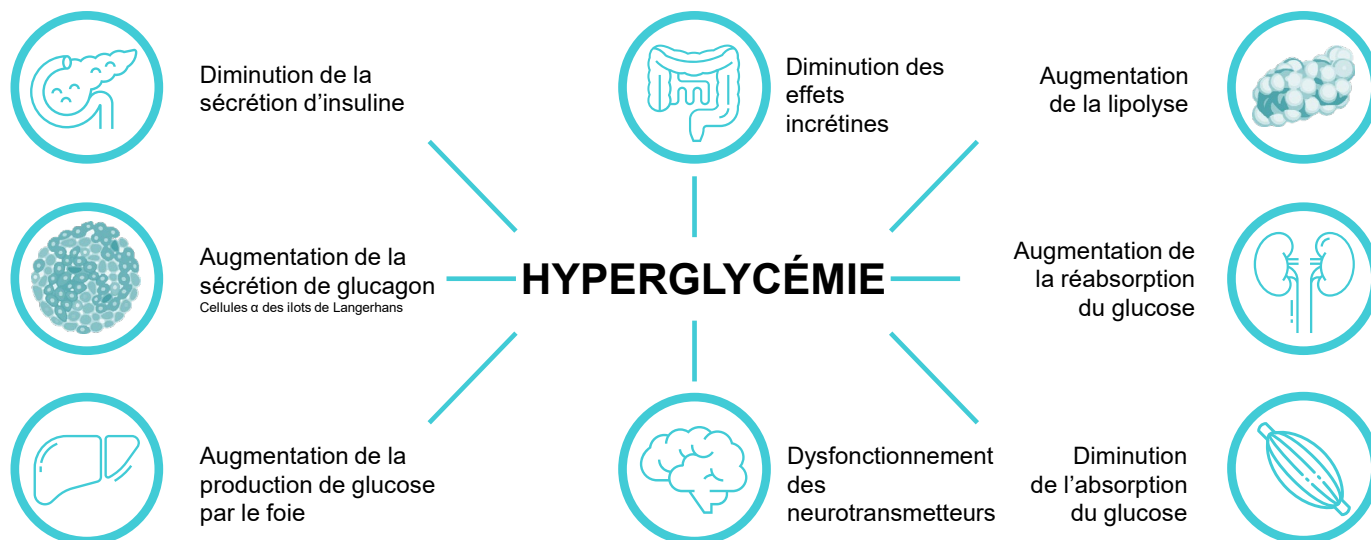 Diminution de la
sécrétion d’insuline
Diminution des
effets
incrétines
Augmentation
de la lipolyse
Augmentation de la
sécrétion de glucagon
Cellules α des ilots de Langerhans
HYPERGLYCÉMIE
Augmentation de
la réabsorption
du glucose
Augmentation de la
production de glucose
par le foie
Dysfonctionnement
des
neurotransmetteurs
Diminution
de l’absorption
du glucose